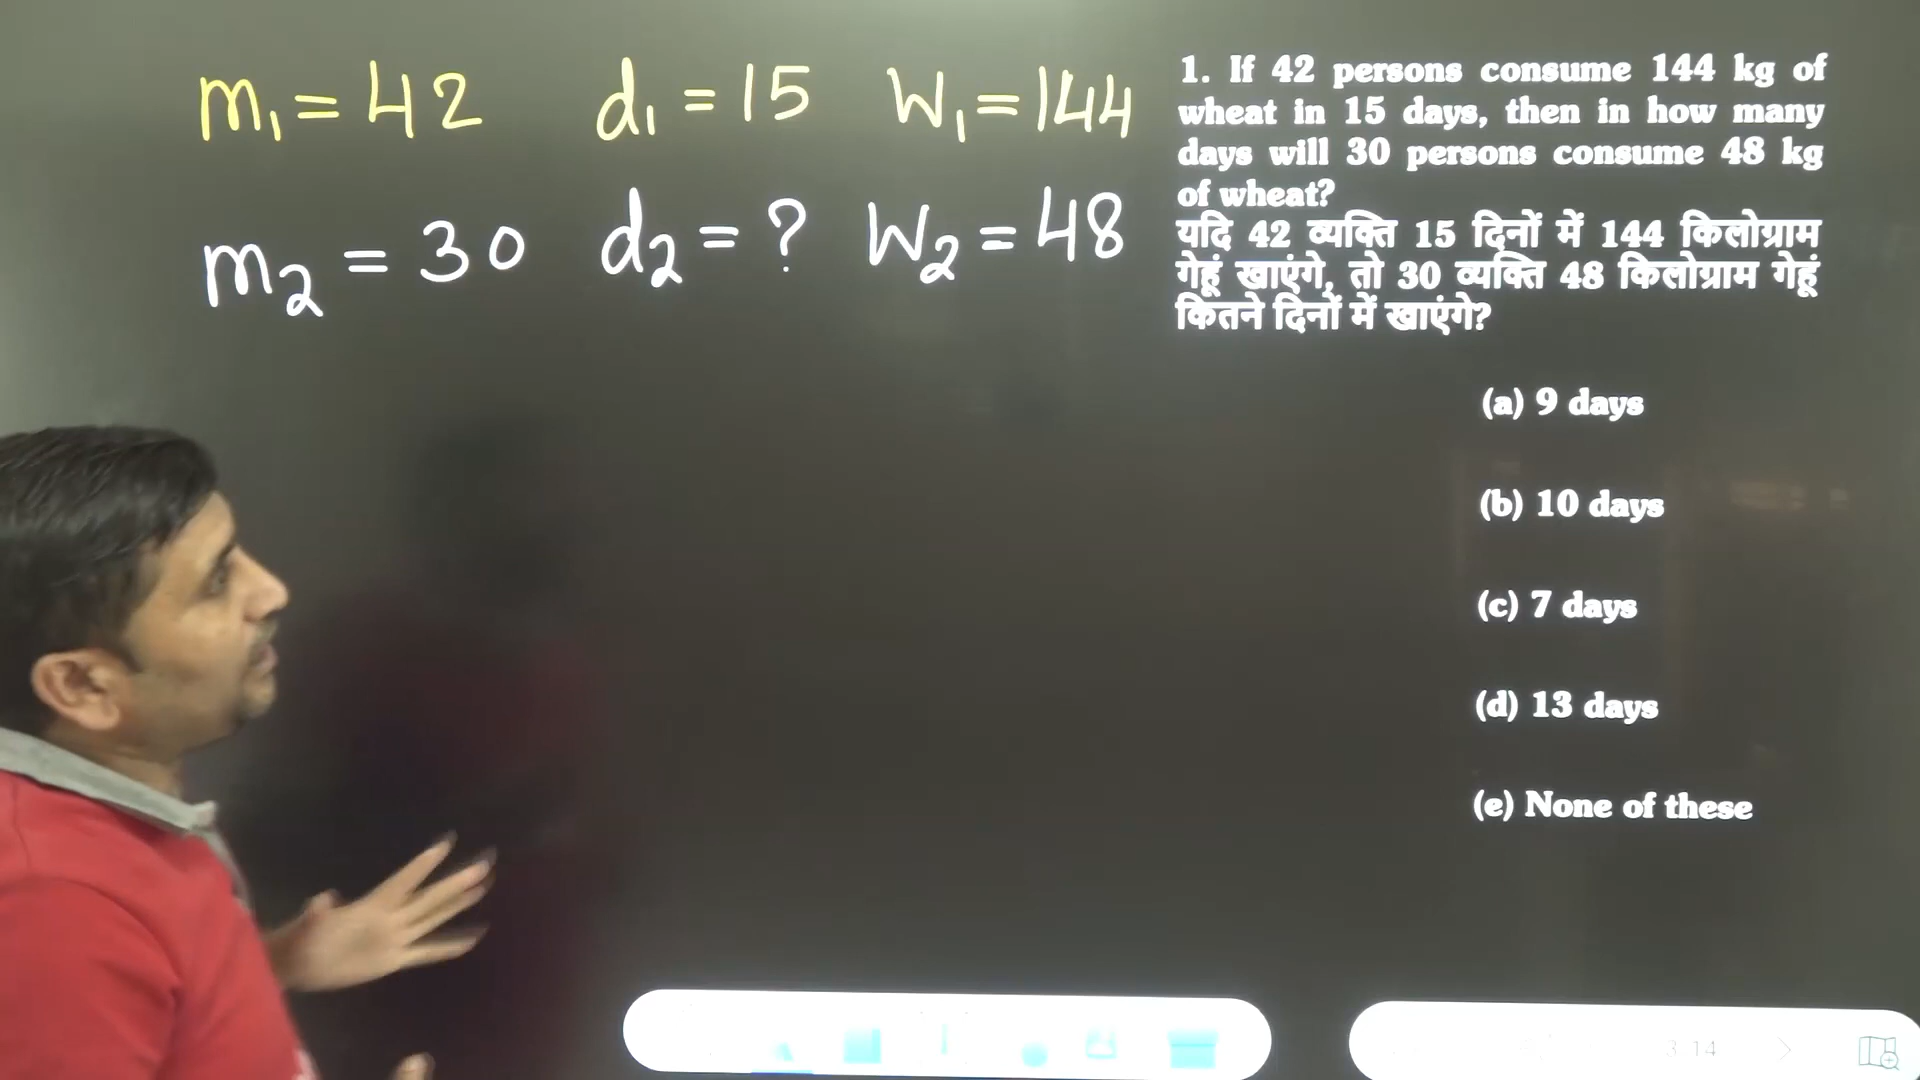 m₁ = 42 d₁ = 15 W₁ = 144
m₂ = 30 d₂ = ? W₂ = 48
1. If 42 persons consume 144 kg of
wheat in 15 days, then in how many
days will 30 persons consume 48 kg
of wheat?
यदि 42 व्यक्ति 15 दिनों में 144 किलोग्राम
गेहूं खाएंगे, तो 30 व्यक्ति 48 किलोग्राम गेहूं
कितने दिनों में खाएंगे?
(a) 9 days
(b) 10 days
(c) 7 days
(d) 13 days
(e) None of these
3:14